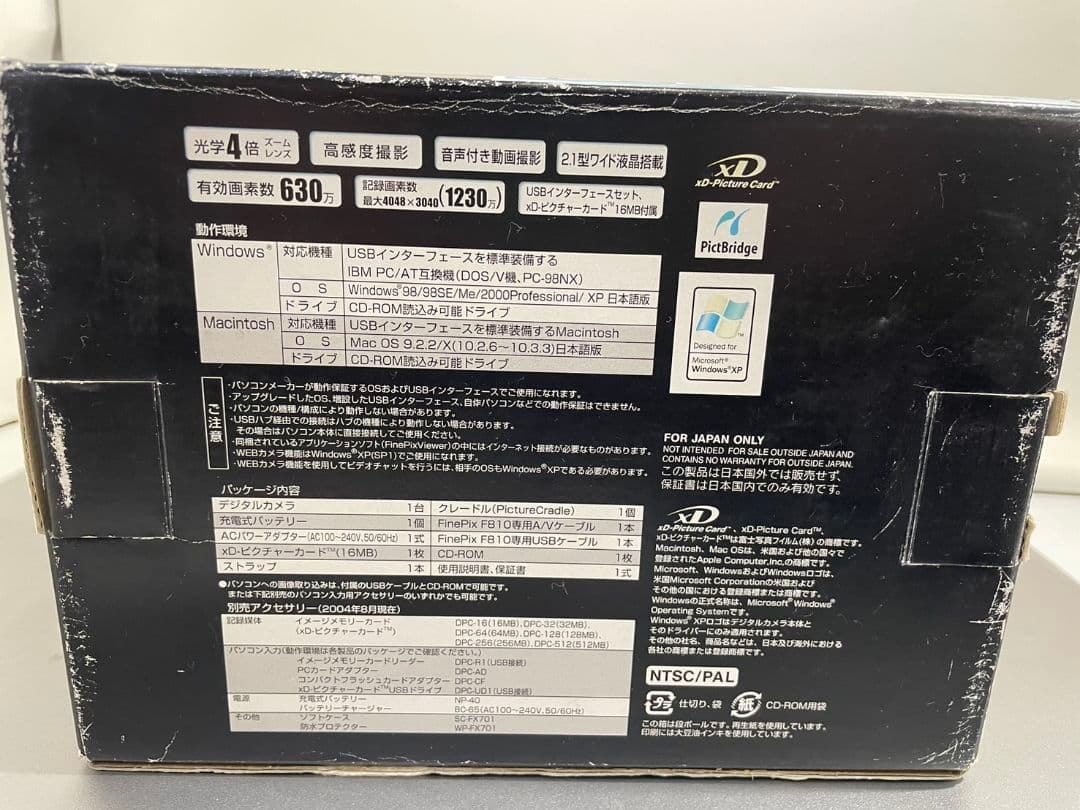 光学4倍 ズームレンズ
高感度撮影
音声付き動画撮影
2.1型ワイド液晶搭載
有効画素数630万
記録画素数
最大4048×3040(1230万)
USBインターフェースセット、
xD-ピクチャーカード™16MB付属
動作環境
Windows® 対応機種 USBインターフェースを標準装備する
IBM PC/AT互換機(DOS/V機、PC-98NX)
O S Windows®98/98SE/Me/2000Professional/ XP 日本語版
ドライブ CD-ROM読込み可能ドライブ
Macintosh 対応機種 USBインターフェースを標準装備するMacintosh
O S Mac OS 9.2.2/X(10.2.6~10.3.3)日本語版
ドライブ CD-ROM読込み可能ドライブ
ご注意
・パソコンメーカーが動作保証するOSおよびUSBインターフェースでご使用になれます。
・アップグレードしたOS、増設したUSBインターフェース、自作パソコンなどでの動作保証はできません。
・パソコンの機種/構成により動作しない場合があります。
・USBハブ経由での接続はハブの機種により動作しない場合があります。
その場合はパソコン本体に直接接続してご使用ください。
・同梱されているアプリケーションソフト(FinePixViewer)の中にはインターネット接続が必要なものがあります。
・WEBカメラ機能はWindows®XP(SP1)でご使用になれます。
・WEBカメラ機能を使用してビデオチャットを行うには、相手のOSもWindows®XPである必要があります。
パッケージ内容
デジタルカメラ 1台 クレードル(PictureCradle) 1個
充電式バッテリー 1個 FinePix F810専用A/Vケーブル 1本
ACパワーアダプター(AC100~240V.50/60Hz) 1式 FinePix F810専用USBケーブル 1本
xD-ピクチャーカード™(16MB) 1枚 CD-ROM 1枚
ストラップ 1本 使用説明書、保証書 1式
●パソコンへの画像取り込みは、付属のUSBケーブルとCD-ROMで可能です。
または下記別売のパソコン入力用アクセサリーのいずれかでも可能です。
別売アクセサリー(2004年8月現在)
記録媒体 イメージメモリーカード DPC-16(16MB)、DPC-32(32MB)、
(xD-ピクチャーカード™) DPC-64(64MB)、DPC-128(128MB)、
DPC-256(256MB)、DPC-512(512MB)
パソコン入力(動作環境は各製品のパッケージでご確認ください。)
イメージメモリーカードリーダー DPC-R1(USB接続)
PCカードアダプター DPC-AD
コンパクトフラッシュカードアダプター DPC-CF
xD-ピクチャーカード™USBドライブ DPC-UD1(USB接続)
電源 充電式バッテリー NP-40
バッテリーチャージャー BC-65(AC100~240V.50/60Hz)
その他 ソフトケース SC-FX701
防水プロテクター WP-FX701
xD
xD-Picture Card™
PictBridge
Designed for
Microsoft®
Windows®XP
FOR JAPAN ONLY
NOT INTENDED FOR SALE OUTSIDE JAPAN AND
CONTAINS NO WARRANTY FOR OUTSIDE JAPAN.
この製品は日本国外では販売せず、
保証書は日本国内でのみ有効です。
xD-Picture Card™、xD-Picture Card™、
xD-ピクチャーカード™は富士写真フイルム(株)の商標です。
Macintosh、Mac OSは、米国および他の国々で
登録されたApple Computer,Inc.の商標です。
Microsoft、WindowsおよびWindowsロゴは、
米国Microsoft Corporationの米国および
その他の国における登録商標または商標です。
Windowsの正式名称は、Microsoft®Windows®
Operating Systemです。
Windows®XPロゴはデジタルカメラ本体と
そのドライバーにのみ適用されます。
その他の社名、商品名などは、日本及び海外における
各社の商標または登録商標です。
NTSC/PAL
プラ 仕切り、袋 紙 CD-ROM用袋
この箱は段ボールです。再生紙を使用しています。
印刷には大豆油インキを使用しています。